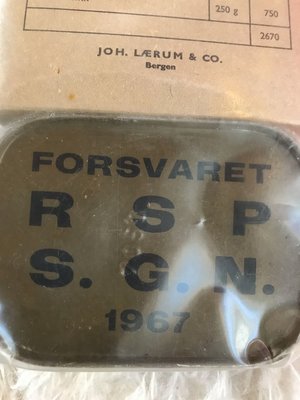 250 g 750
2670
JOH. LÆRUM & CO.
Bergen
FORSVARET
R S P
S. G. N.
1967